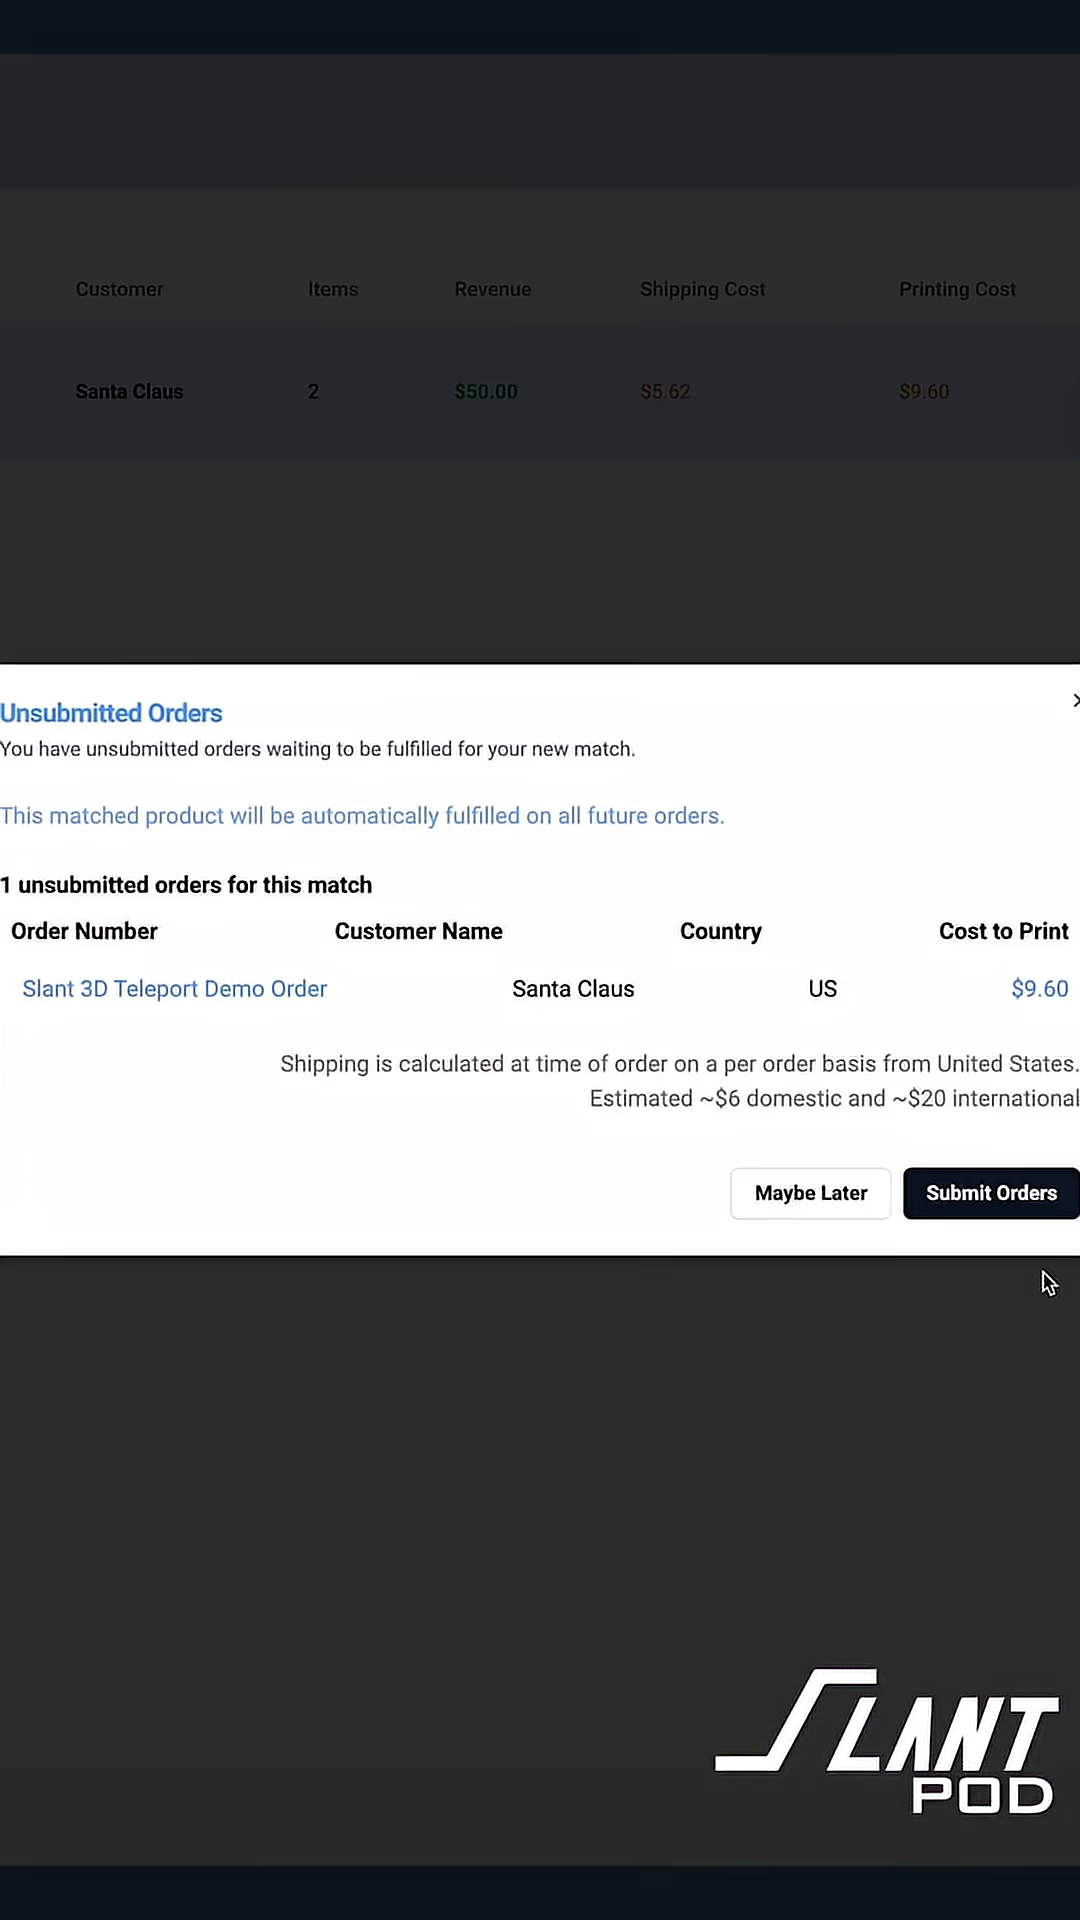 Customer Items Revenue Shipping Cost Printing Cost
Santa Claus 2 $50.00 $5.62 $9.60
Unsubmitted Orders
You have unsubmitted orders waiting to be fulfilled for your new match.
This matched product will be automatically fulfilled on all future orders.
1 unsubmitted orders for this match
Order Number Customer Name Country Cost to Print
Slant 3D Teleport Demo Order Santa Claus US $9.60
Shipping is calculated at time of order on a per order basis from United States.
Estimated ~$6 domestic and ~$20 international
Maybe Later Submit Orders
SLANT
POD